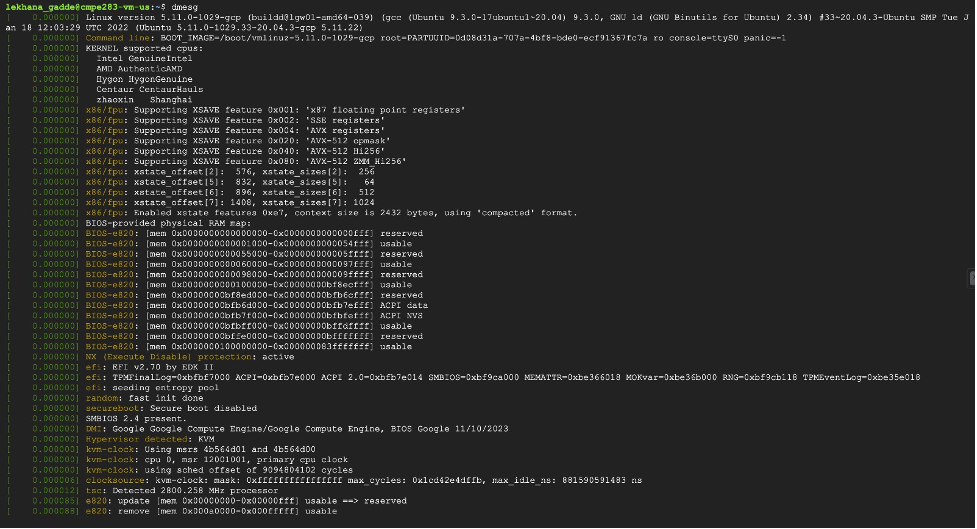 lekhana_gadde@cmpe283-vm-us:~$ dmesg
[    0.000000] Linux version 5.11.0-1029-gcp (buildd@lgw01-amd64-039) (gcc (Ubuntu 9.3.0-17ubuntu1~20.04) 9.3.0, GNU ld (GNU Binutils for Ubuntu) 2.34) #33~20.04.3-Ubuntu SMP Tue J
an 18 12:03:29 UTC 2022 (Ubuntu 5.11.0-1029.33~20.04.3-gcp 5.11.22)
[    0.000000] Command line: BOOT_IMAGE=/boot/vmlinuz-5.11.0-1029-gcp root=PARTUUID=0d08d31a-707a-4bf8-bde0-ecf91367fc7a ro console=ttyS0 panic=-1
[    0.000000] KERNEL supported cpus:
[    0.000000]   Intel GenuineIntel
[    0.000000]   AMD AuthenticAMD
[    0.000000]   Hygon HygonGenuine
[    0.000000]   Centaur CentaurHauls
[    0.000000]   zhaoxin   Shanghai
[    0.000000] x86/fpu: Supporting XSAVE feature 0x001: 'x87 floating point registers'
[    0.000000] x86/fpu: Supporting XSAVE feature 0x002: 'SSE registers'
[    0.000000] x86/fpu: Supporting XSAVE feature 0x004: 'AVX registers'
[    0.000000] x86/fpu: Supporting XSAVE feature 0x020: 'AVX-512 opmask'
[    0.000000] x86/fpu: Supporting XSAVE feature 0x040: 'AVX-512 Hi256'
[    0.000000] x86/fpu: Supporting XSAVE feature 0x080: 'AVX-512 ZMM_Hi256'
[    0.000000] x86/fpu: xstate_offset[2]:  576, xstate_sizes[2]:  256
[    0.000000] x86/fpu: xstate_offset[5]:  832, xstate_sizes[5]:   64
[    0.000000] x86/fpu: xstate_offset[6]:  896, xstate_sizes[6]:  512
[    0.000000] x86/fpu: xstate_offset[7]: 1408, xstate_sizes[7]: 1024
[    0.000000] x86/fpu: Enabled xstate features 0xe7, context size is 2432 bytes, using 'compacted' format.
[    0.000000] BIOS-provided physical RAM map:
[    0.000000] BIOS-e820: [mem 0x0000000000000000-0x0000000000000fff] reserved
[    0.000000] BIOS-e820: [mem 0x0000000000001000-0x0000000000054fff] usable
[    0.000000] BIOS-e820: [mem 0x0000000000055000-0x000000000005ffff] reserved
[    0.000000] BIOS-e820: [mem 0x0000000000060000-0x0000000000097fff] usable
[    0.000000] BIOS-e820: [mem 0x0000000000098000-0x000000000009ffff] reserved
[    0.000000] BIOS-e820: [mem 0x0000000000100000-0x00000000bf8ecfff] usable
[    0.000000] BIOS-e820: [mem 0x00000000bf8ed000-0x00000000bfb6cfff] reserved
[    0.000000] BIOS-e820: [mem 0x00000000bfb6d000-0x00000000bfb7efff] ACPI data
[    0.000000] BIOS-e820: [mem 0x00000000bfb7f000-0x00000000bfbfefff] ACPI NVS
[    0.000000] BIOS-e820: [mem 0x00000000bfbff000-0x00000000bffdffff] usable
[    0.000000] BIOS-e820: [mem 0x00000000bffe0000-0x00000000bfffffff] reserved
[    0.000000] BIOS-e820: [mem 0x0000000100000000-0x000000083fffffff] usable
[    0.000000] NX (Execute Disable) protection: active
[    0.000000] efi: EFI v2.70 by EDK II
[    0.000000] efi: TPMFinalLog=0xbfbf7000 ACPI=0xbfb7e000 ACPI 2.0=0xbfb7e014 SMBIOS=0xbf9ca000 MEMATTR=0xbe366018 MOKvar=0xbe36b000 RNG=0xbf9cb118 TPMEventLog=0xbe35e018
[    0.000000] efi: seeding entropy pool
[    0.000000] random: fast init done
[    0.000000] secureboot: Secure boot disabled
[    0.000000] SMBIOS 2.4 present.
[    0.000000] DMI: Google Google Compute Engine/Google Compute Engine, BIOS Google 11/10/2023
[    0.000000] Hypervisor detected: KVM
[    0.000000] kvm-clock: Using msrs 4b564d01 and 4b564d00
[    0.000000] kvm-clock: cpu 0, msr 12001001, primary cpu clock
[    0.000000] kvm-clock: using sched offset of 9094804102 cycles
[    0.000006] clocksource: kvm-clock: mask: 0xffffffffffffffff max_cycles: 0x1cd42e4dffb, max_idle_ns: 881590591483 ns
[    0.000012] tsc: Detected 2800.258 MHz processor
[    0.000085] e820: update [mem 0x00000000-0x00000fff] usable ==> reserved
[    0.000088] e820: remove [mem 0x000a0000-0x000fffff] usable